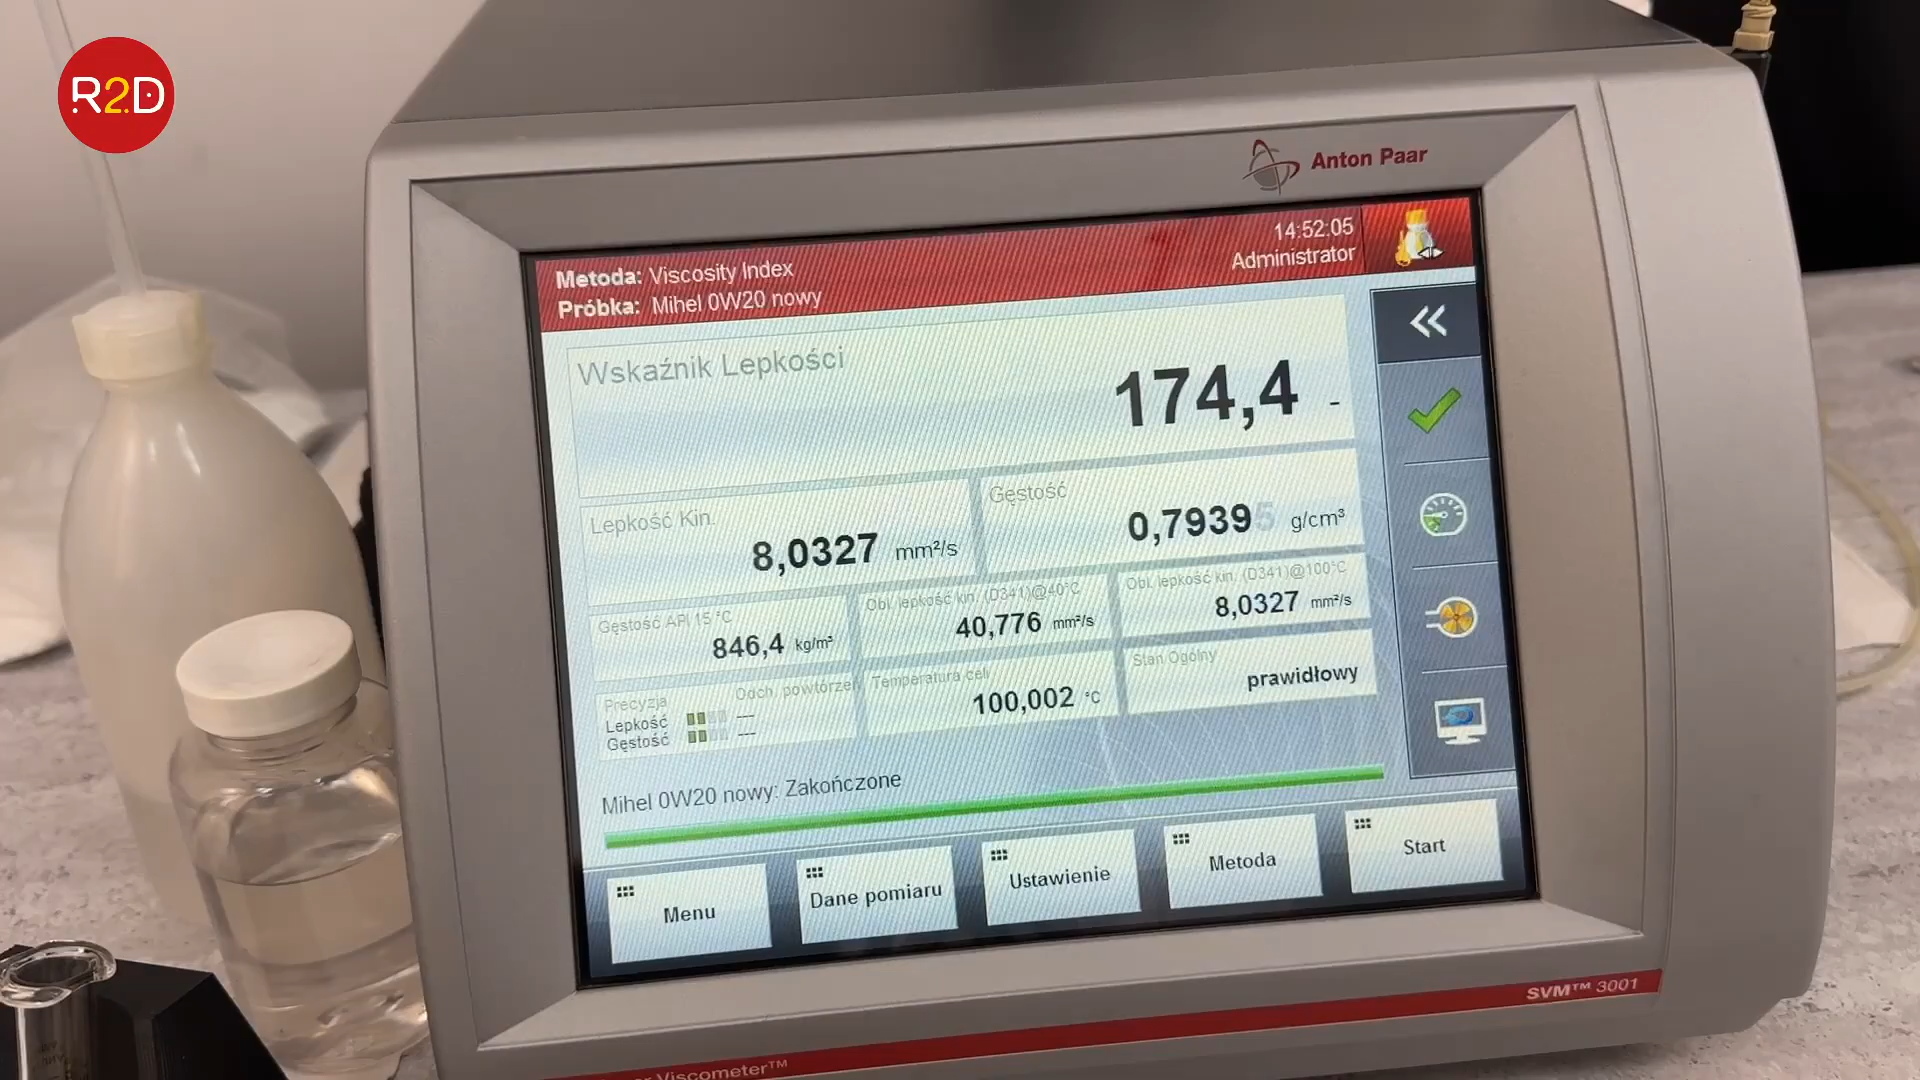 R2D
Anton Paar
14:52:05
Administrator
Metoda: Viscosity Index
Próbka: Mihel 0W20 nowy
Wskaźnik Lepkości
174,4 -
Lepkość Kin.
8,0327 mm²/s
Gęstość
0,79395 g/cm³
Gęstość API 15 °C
846,4 kg/m³
Obl. lepkość kin. (D341)@40°C
40,776 mm²/s
Obl. lepkość kin. (D341)@100°C
8,0327 mm²/s
Precyzja Odch. powtórzeń
Lepkość ---
Gęstość ---
Temperatura celi
100,002 °C
Stan Ogólny
prawidłowy
Mihel 0W20 nowy: Zakończone
Menu
Dane pomiaru
Ustawienie
Metoda
Start
SVM™ 3001
Viscometer™